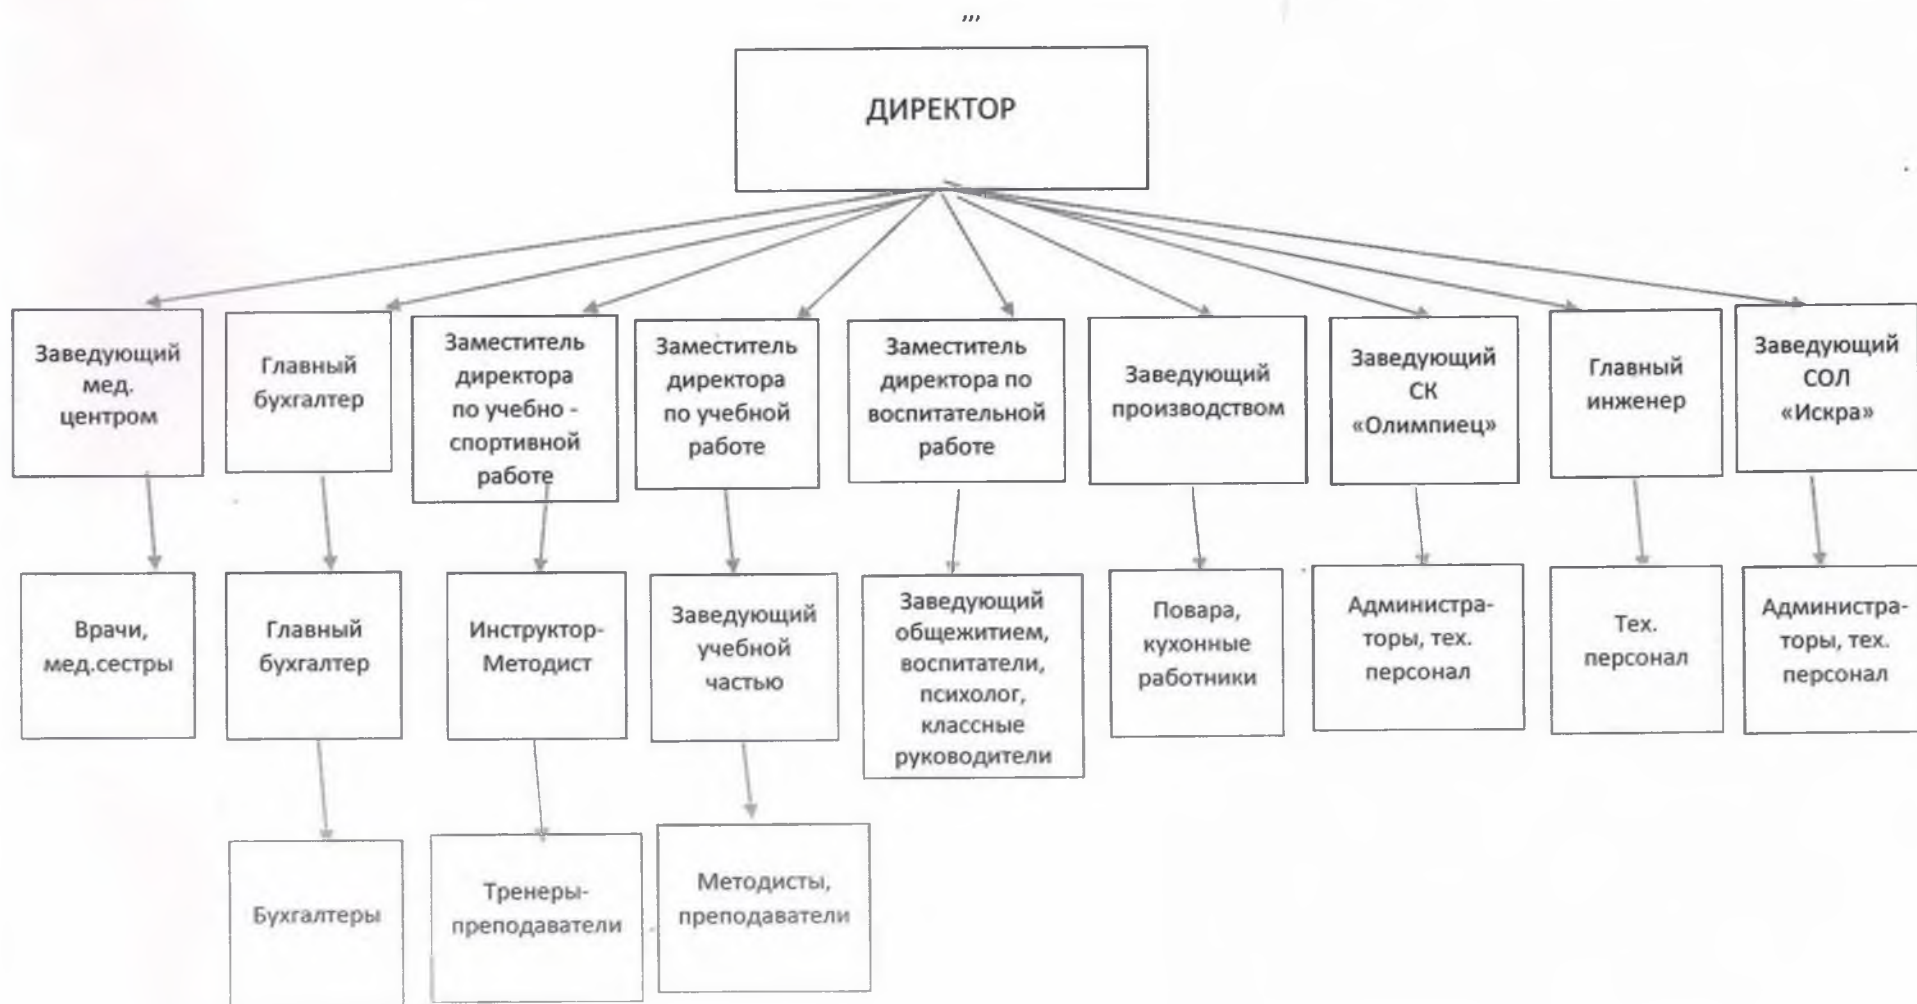 ,,,
ДИРЕКТОР
Заведующий
мед.
центром
Главный
бухгалтер
Заместитель
директора
по учебно -
спортивной
работе
Заместитель
директора
по учебной
работе
Заместитель
директора по
воспитательной
работе
Заведующий
производством
Заведующий
СК
«Олимпиец»
Главный
инженер
Заведующий
СОЛ
«Искра»
Врачи,
мед.сестры
Главный
бухгалтер
Инструктор-
Методист
Заведующий
учебной
частью
Заведующий
общежитием,
воспитатели,
психолог,
классные
руководители
Повара,
кухонные
работники
Администра-
торы, тех.
персонал
Тех.
персонал
Администра-
торы, тех.
персонал
Бухгалтеры
Тренеры-
преподаватели
Методисты,
преподаватели